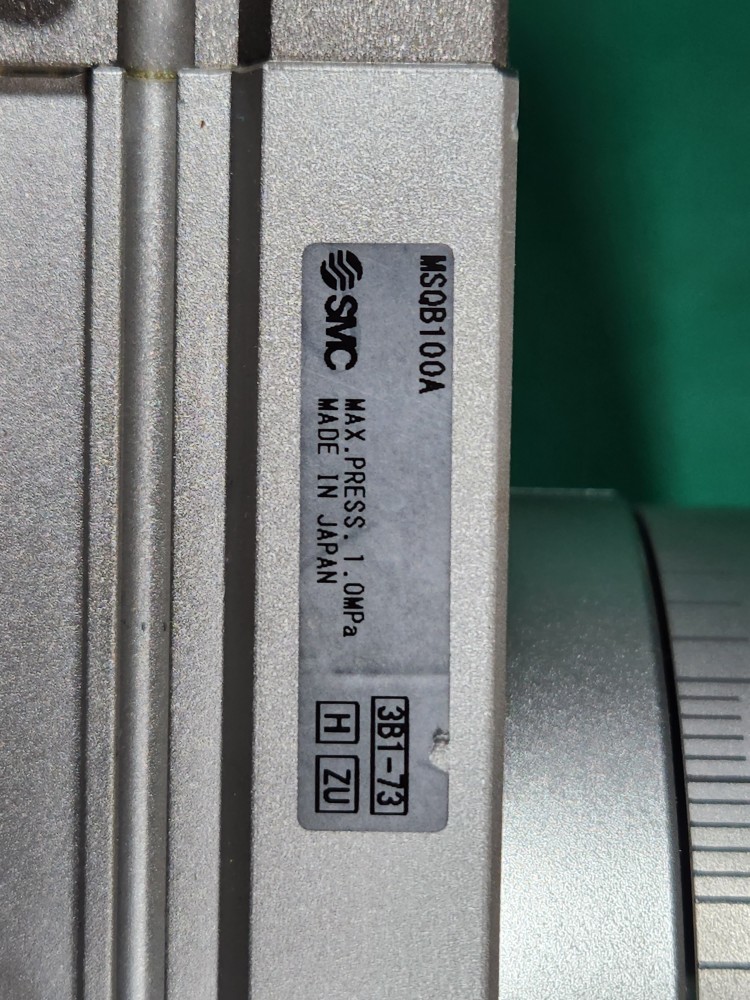 MSQB100A
SMC
MAX.PRESS. 1.0MPa
MADE IN JAPAN
3B1-73
H ZU